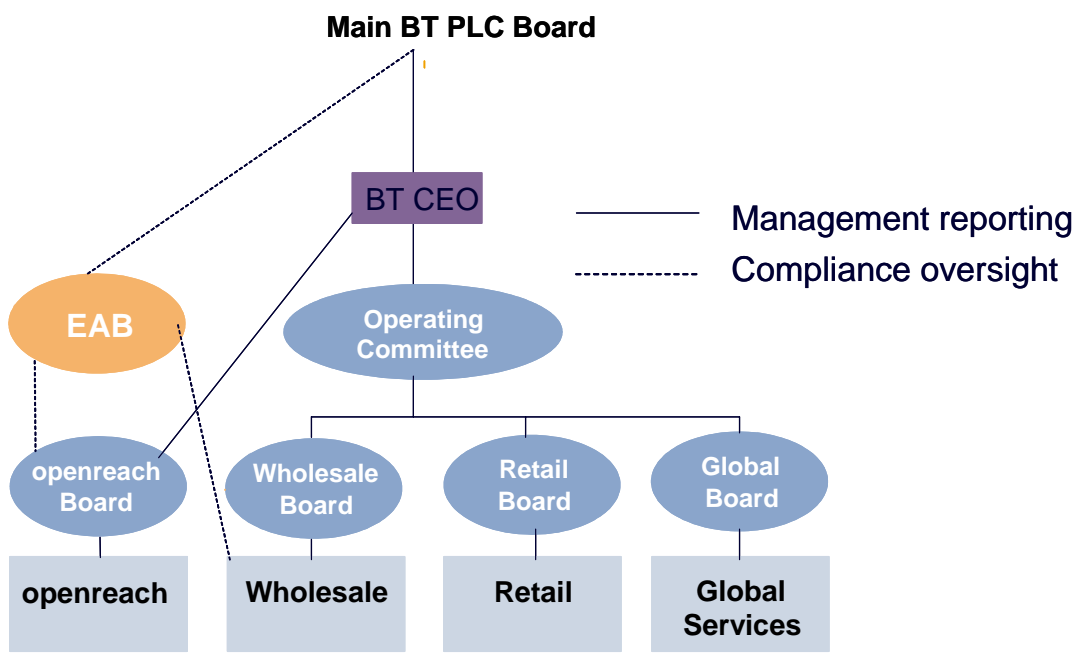 Main BT PLC Board
BT CEO
Management reporting
Compliance oversight
EAB
Operating
Committee
openreach
Board
Wholesale
Board
Retail
Board
Global
Board
openreach
Wholesale
Retail
Global
Services